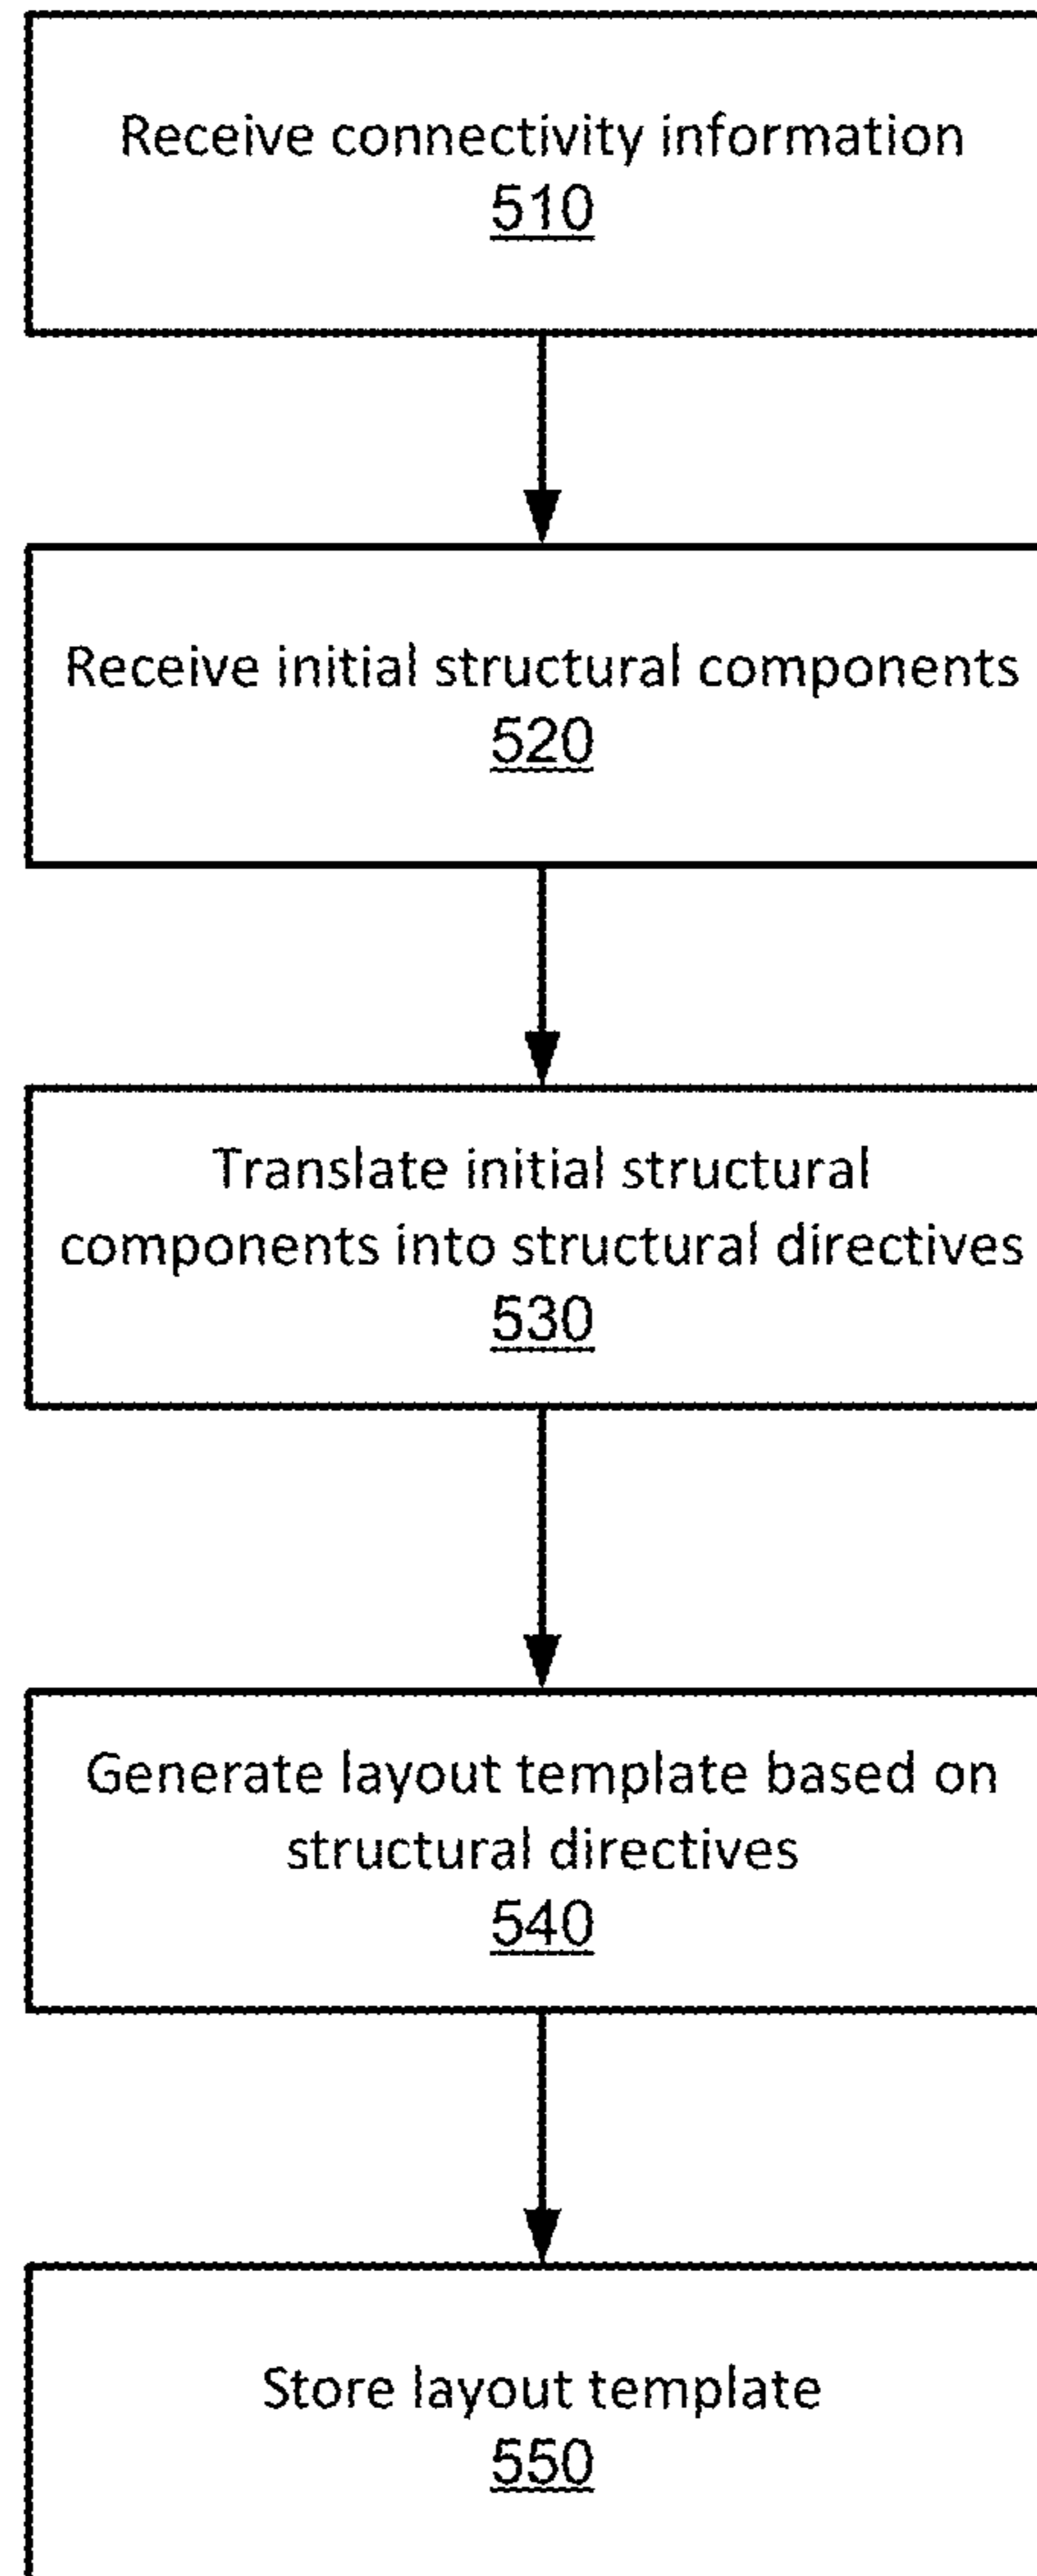 Receive connectivity information
510
Receive initial structural components
520
Translate initial structural
components into structural directives
530
Generate layout template based on
structural directives
540
Store layout template
550